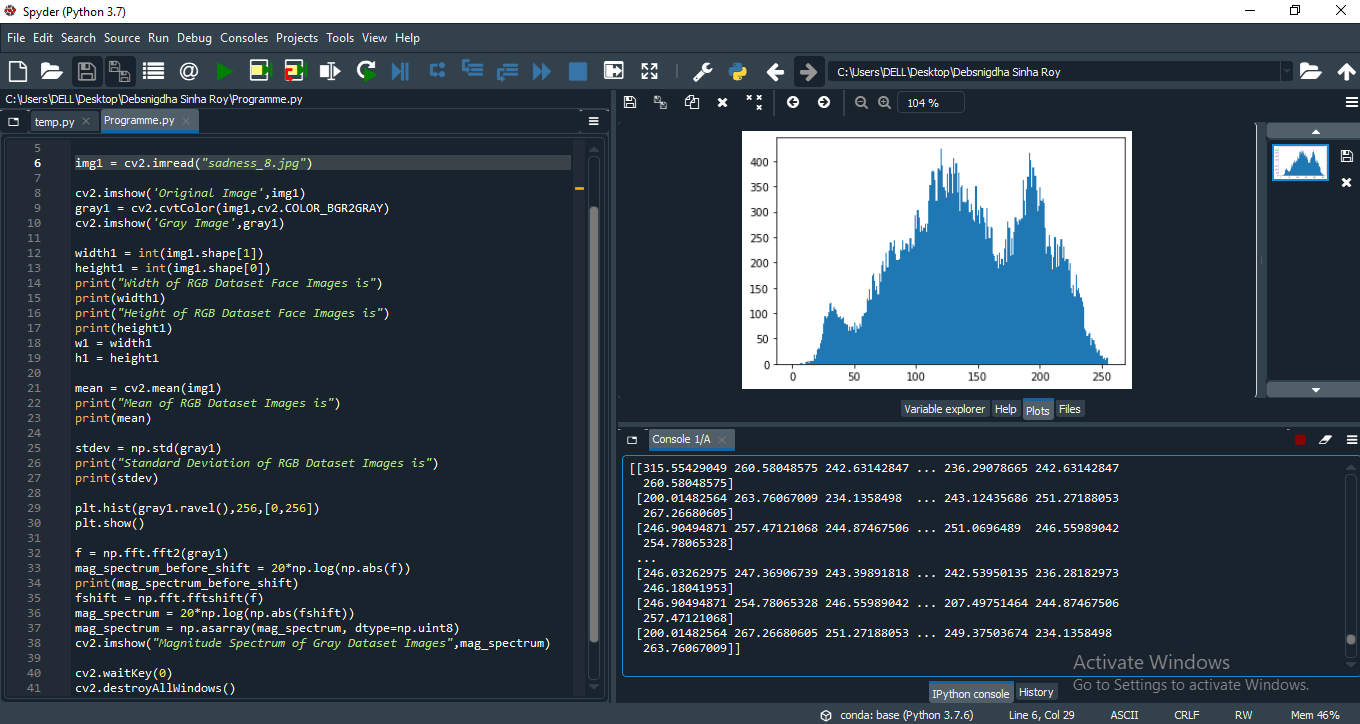 Spyder (Python 3.7)
File Edit Search Source Run Debug Consoles Projects Tools View Help
C:\Users\DELL\Desktop\Debsnigdha Sinha Roy
C:\Users\DELL\Desktop\Debsnigdha Sinha Roy\Programme.py
temp.py Programme.py
5
6 img1 = cv2.imread("sadness_8.jpg")
7
8 cv2.imshow('Original Image',img1)
9 gray1 = cv2.cvtColor(img1,cv2.COLOR_BGR2GRAY)
10 cv2.imshow('Gray Image',gray1)
11
12 width1 = int(img1.shape[1])
13 height1 = int(img1.shape[0])
14 print("Width of RGB Dataset Face Images is")
15 print(width1)
16 print("Height of RGB Dataset Face Images is")
17 print(height1)
18 w1 = width1
19 h1 = height1
20
21 mean = cv2.mean(img1)
22 print("Mean of RGB Dataset Images is")
23 print(mean)
24
25 stdev = np.std(gray1)
26 print("Standard Deviation of RGB Dataset Images is")
27 print(stdev)
28
29 plt.hist(gray1.ravel(),256,[0,256])
30 plt.show()
31
32 f = np.fft.fft2(gray1)
33 mag_spectrum_before_shift = 20*np.log(np.abs(f))
34 print(mag_spectrum_before_shift)
35 fshift = np.fft.fftshift(f)
36 mag_spectrum = 20*np.log(np.abs(fshift))
37 mag_spectrum = np.asarray(mag_spectrum, dtype=np.uint8)
38 cv2.imshow("Magnitude Spectrum of Gray Dataset Images",mag_spectrum)
39
40 cv2.waitKey(0)
41 cv2.destroyAllWindows()
104 %
400
350
300
250
200
150
100
50
0
0 50 100 150 200 250
Variable explorer Help Plots Files
Console 1/A
[[315.55429049 260.58048575 242.63142847 ... 236.29078665 242.63142847
260.58048575]
[200.01482564 263.76067009 234.1358498 ... 243.12435686 251.27188053
267.26680605]
[246.90494871 257.47121068 244.87467506 ... 251.0696489 246.55989042
254.78065328]
...
[246.03262975 247.36906739 243.39891818 ... 242.53950135 236.28182973
246.18041953]
[246.90494871 254.78065328 246.55989042 ... 207.49751464 244.87467506
257.47121068]
[200.01482564 267.26680605 251.27188053 ... 249.37503674 234.1358498
263.76067009]]
Activate Windows
Go to Settings to activate Windows.
IPython console History
conda: base (Python 3.7.6) Line 6, Col 29 ASCII CRLF RW Mem 46%